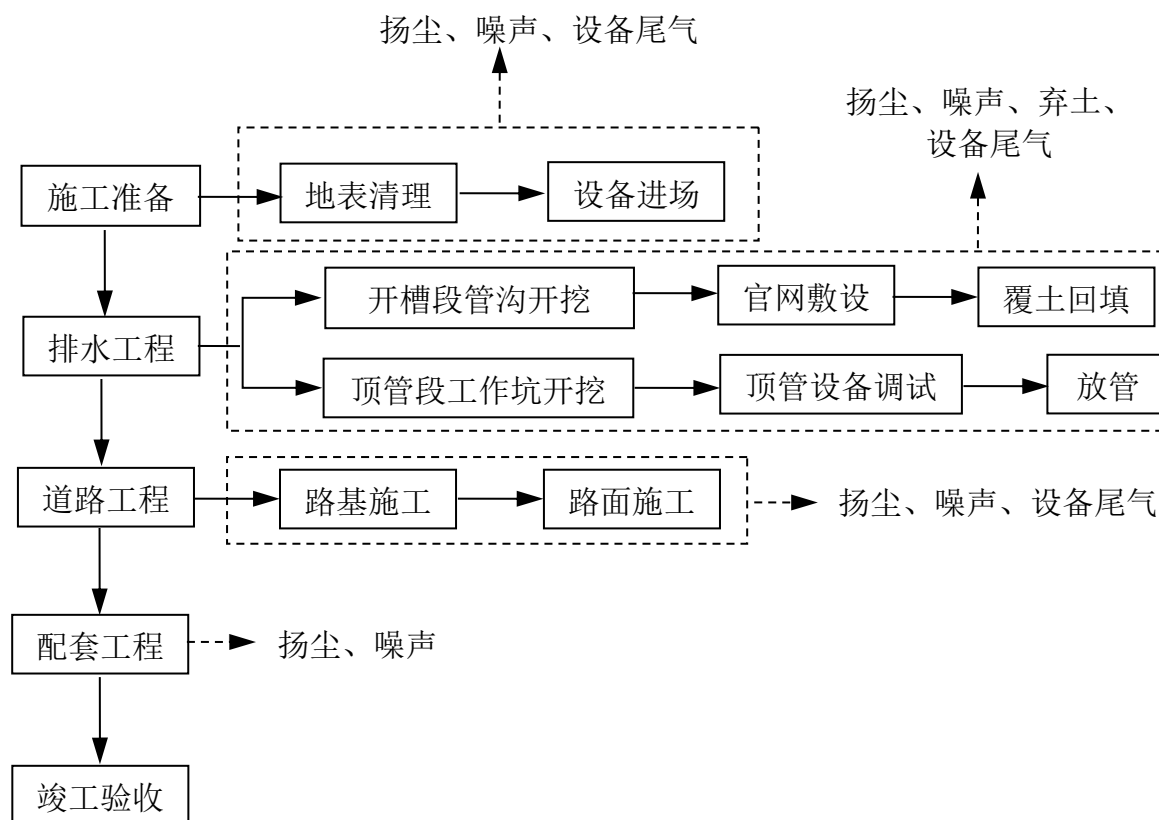 扬尘、噪声、设备尾气
扬尘、噪声、弃土、
设备尾气
施工准备
地表清理
设备进场
开槽段管沟开挖
官网敷设
覆土回填
排水工程
顶管段工作坑开挖
顶管设备调试
放管
道路工程
路基施工
路面施工
扬尘、噪声、设备尾气
配套工程
扬尘、噪声
竣工验收